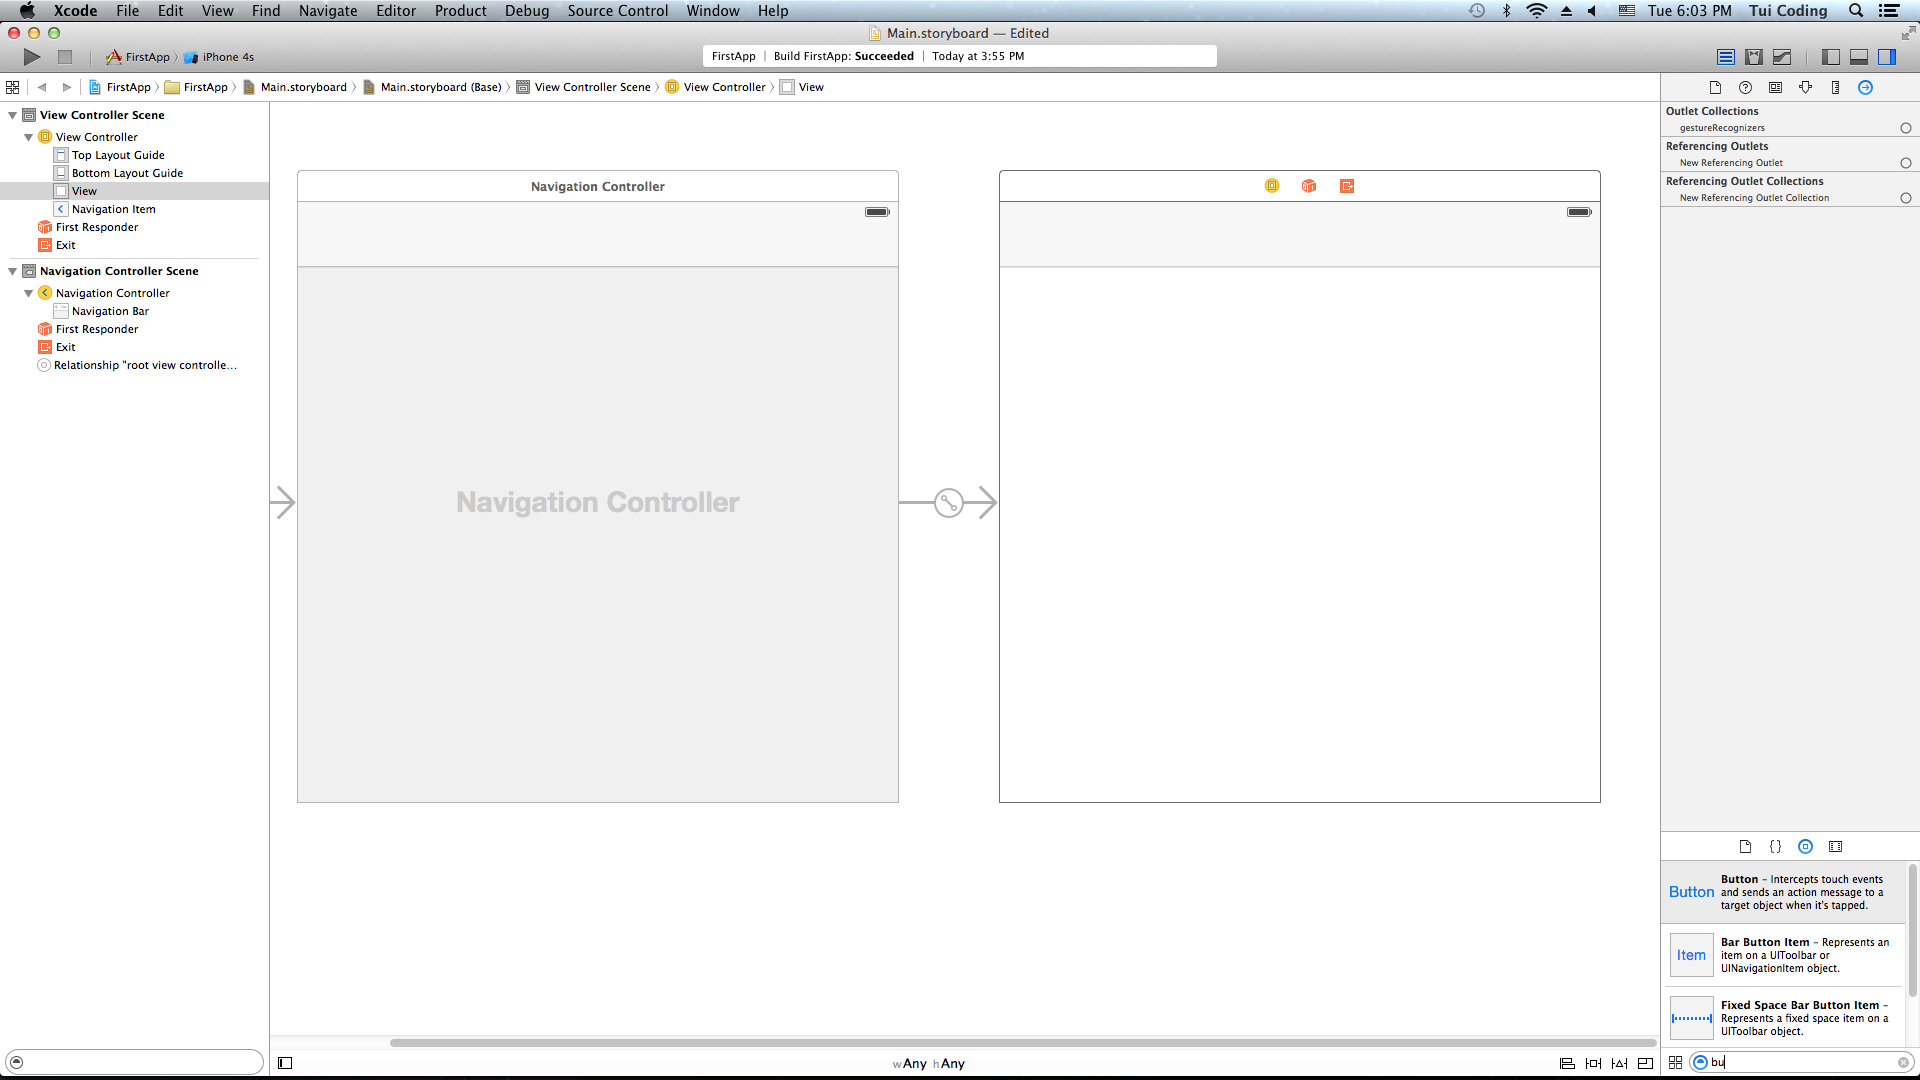 Xcode File Edit View Find Navigate Editor Product Debug Source Control Window Help Tue 6:03 PM Tui Coding
Main.storyboard — Edited
FirstApp iPhone 4s
FirstApp Build FirstApp: Succeeded Today at 3:55 PM
FirstApp FirstApp Main.storyboard Main.storyboard (Base) View Controller Scene View Controller View
View Controller Scene
View Controller
Top Layout Guide
Bottom Layout Guide
View
Navigation Item
First Responder
Exit
Navigation Controller Scene
Navigation Controller
Navigation Bar
First Responder
Exit
Relationship "root view controlle...
Navigation Controller
Navigation Controller
wAny hAny
Outlet Collections
gestureRecognizers
Referencing Outlets
New Referencing Outlet
Referencing Outlet Collections
New Referencing Outlet Collection
{}
Button
Button – Intercepts touch events
and sends an action message to a
target object when it's tapped.
Item
Bar Button Item – Represents an
item on a UIToolbar or
UINavigationItem object.
Fixed Space Bar Button Item –
Represents a fixed space item on a
UIToolbar object.
bu